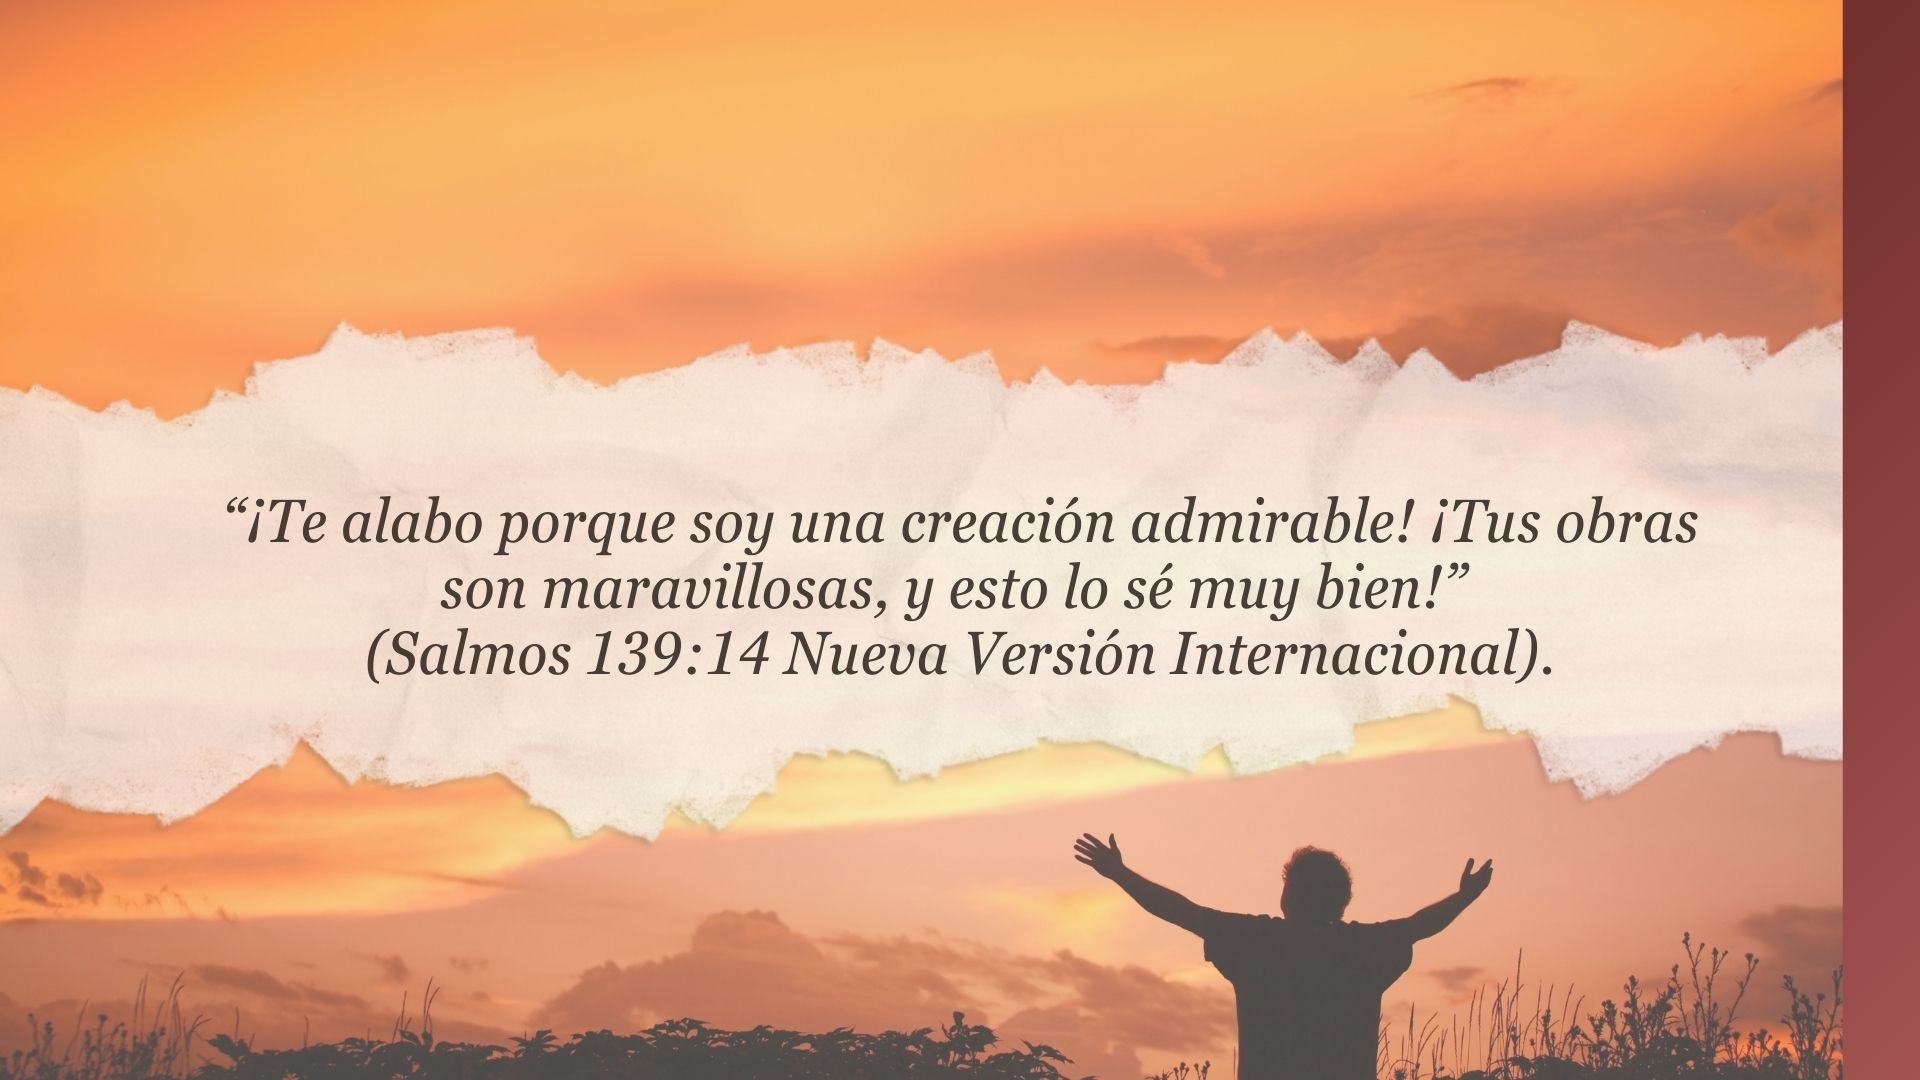 “¡Te alabo porque soy una creación admirable! ¡Tus obras
son maravillosas, y esto lo sé muy bien!”
(Salmos 139:14 Nueva Versión Internacional).